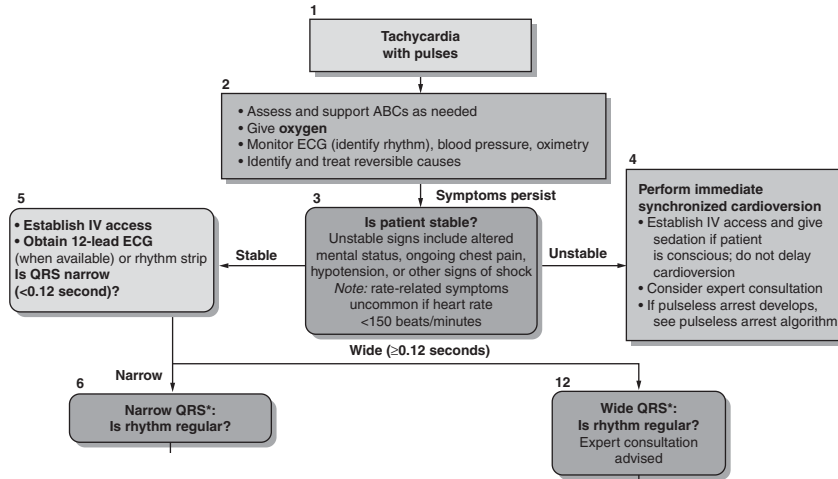 1
Tachycardia
with pulses
2
• Assess and support ABCs as needed
• Give oxygen
• Monitor ECG (identify rhythm), blood pressure, oximetry
• Identify and treat reversible causes
Symptoms persist
3
Is patient stable?
Unstable signs include altered
mental status, ongoing chest pain,
hypotension, or other signs of shock
Note: rate-related symptoms
uncommon if heart rate
<150 beats/minutes
Stable
Unstable
4
Perform immediate
synchronized cardioversion
• Establish IV access and give
sedation if patient
is conscious; do not delay
cardioversion
• Consider expert consultation
• If pulseless arrest develops,
see pulseless arrest algorithm
5
• Establish IV access
• Obtain 12-lead ECG
(when available) or rhythm strip
Is QRS narrow
(<0.12 second)?
Narrow
Wide (≥0.12 seconds)
6
Narrow QRS*:
Is rhythm regular?
12
Wide QRS*:
Is rhythm regular?
Expert consultation
advised